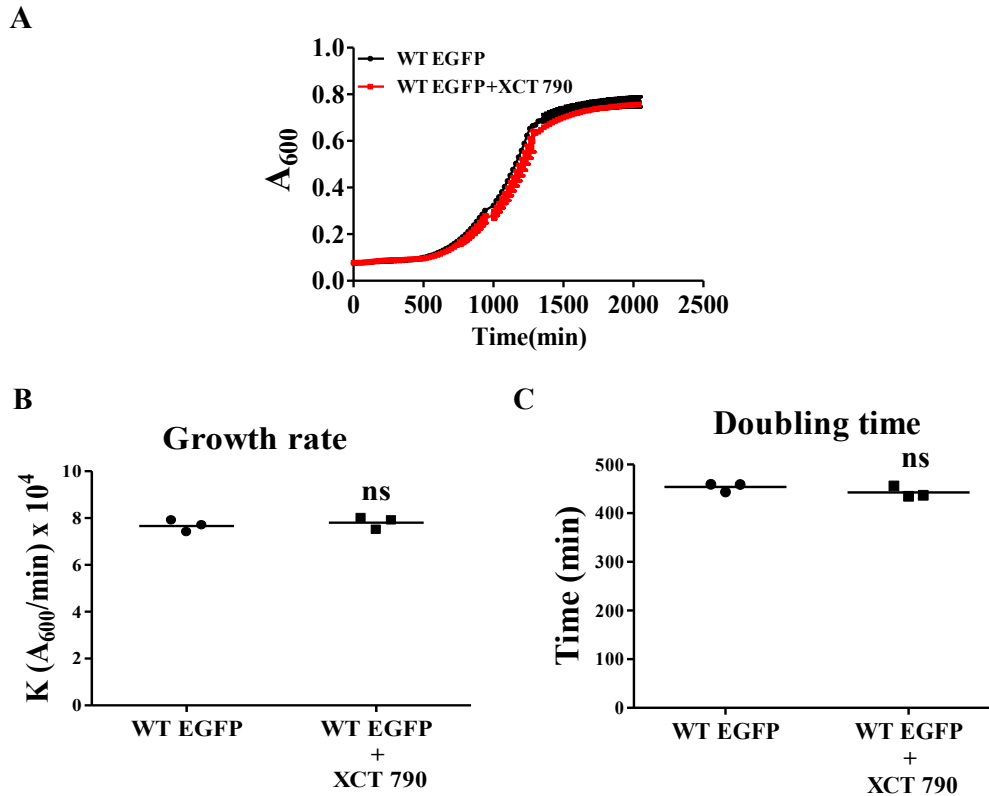 A
1.0
0.8
0.6
0.4
0.2
0.0
A600
WT EGFP
WT EGFP+XCT 790
0 500 1000 1500 2000 2500
Time(min)
B
Growth rate
10
8
6
4
2
0
K (A600/min) x 10^4
ns
WT EGFP
WT EGFP
+
XCT 790
C
Doubling time
500
400
300
200
100
0
Time (min)
ns
WT EGFP
WT EGFP
+
XCT 790